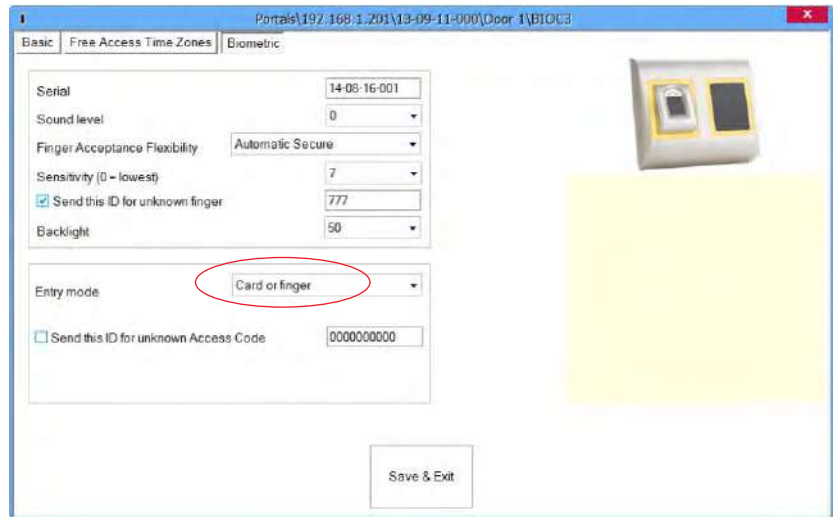 Portals\192.168.1.201\13-09-11-000\Door 1\BIOC3
x
Basic Free Access Time Zones Biometric
Serial 14-08-16-001
Sound level 0
Finger Acceptance Flexibility Automatic Secure
Sensitivity (0 - lowest) 7
Send this ID for unknown finger 777
Backlight 50
Entry mode Card or finger
Send this ID for unknown Access Code 0000000000
Save & Exit